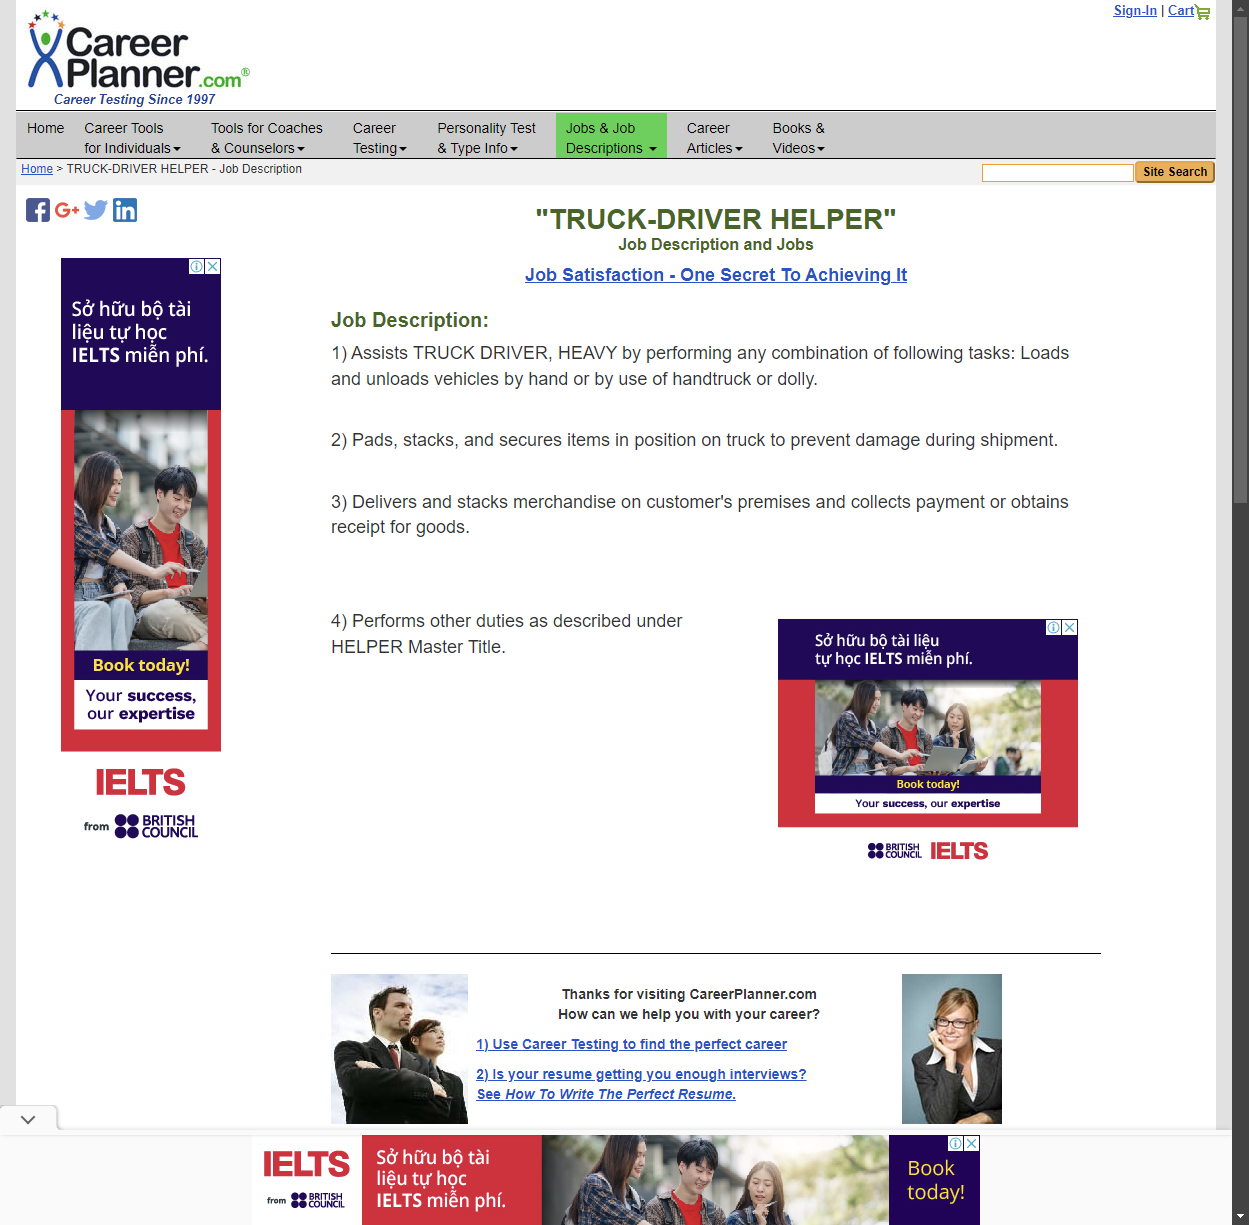 Sign-In | Cart
Career
Planner.com®
Career Testing Since 1997
Home
Career Tools
for Individuals
Tools for Coaches
& Counselors
Career
Testing
Personality Test
& Type Info
Jobs & Job
Descriptions
Career
Articles
Books &
Videos
Home > TRUCK-DRIVER HELPER - Job Description
Site Search
"TRUCK-DRIVER HELPER"
Job Description and Jobs
Job Satisfaction - One Secret To Achieving It
Sở hữu bộ tài
liệu tự học
IELTS miễn phí.
Book today!
Your success,
our expertise
IELTS
from BRITISH
COUNCIL
Job Description:
1) Assists TRUCK DRIVER, HEAVY by performing any combination of following tasks: Loads
and unloads vehicles by hand or by use of handtruck or dolly.
2) Pads, stacks, and secures items in position on truck to prevent damage during shipment.
3) Delivers and stacks merchandise on customer's premises and collects payment or obtains
receipt for goods.
4) Performs other duties as described under
HELPER Master Title.
Sở hữu bộ tài liệu
tự học IELTS miễn phí.
Book today!
Your success, our expertise
BRITISH
COUNCIL
IELTS
Thanks for visiting CareerPlanner.com
How can we help you with your career?
1) Use Career Testing to find the perfect career
2) Is your resume getting you enough interviews?
See How To Write The Perfect Resume.
IELTS
from BRITISH
COUNCIL
Sở hữu bộ tài
liệu tự học
IELTS miễn phí.
Book
today!